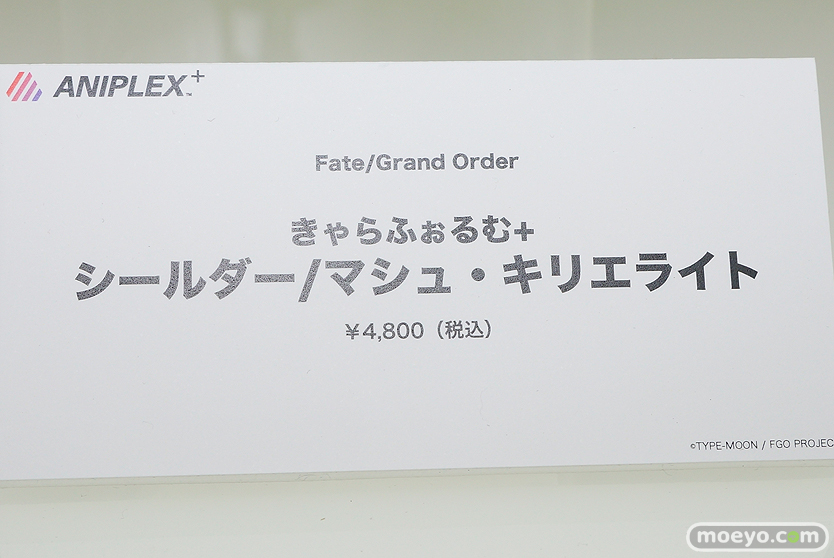 ANIPLEX+™
Fate/Grand Order
きゃらふぉるむ+
シールダー/マシュ・キリエライト
¥4,800（税込）
©TYPE-MOON / FGO PROJEC
moeyo.com